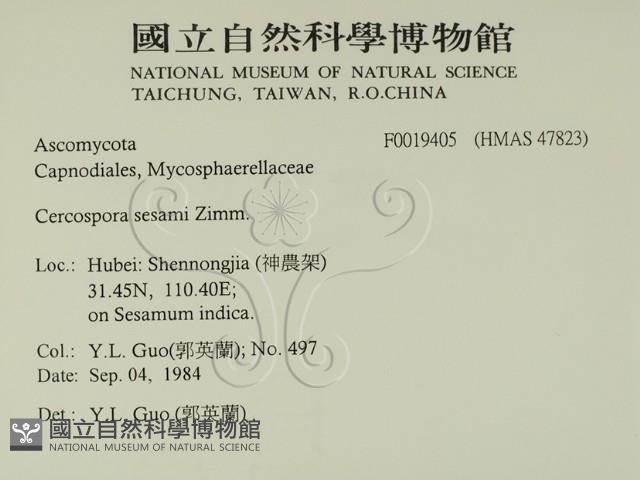 國立自然科學博物館
NATIONAL MUSEUM OF NATURAL SCIENCE
TAICHUNG, TAIWAN, R.O.CHINA
Ascomycota F0019405 (HMAS 47823)
Capnodiales, Mycosphaerellaceae
Cercospora sesami Zimm.
Loc.: Hubei: Shennongjia (神農架)
31.45N, 110.40E;
on Sesamum indica.
Col.: Y.L. Guo(郭英蘭); No. 497
Date: Sep. 04, 1984
Det.: Y.L. Guo (郭英蘭)
國立自然科學博物館
NATIONAL MUSEUM OF NATURAL SCIENCE